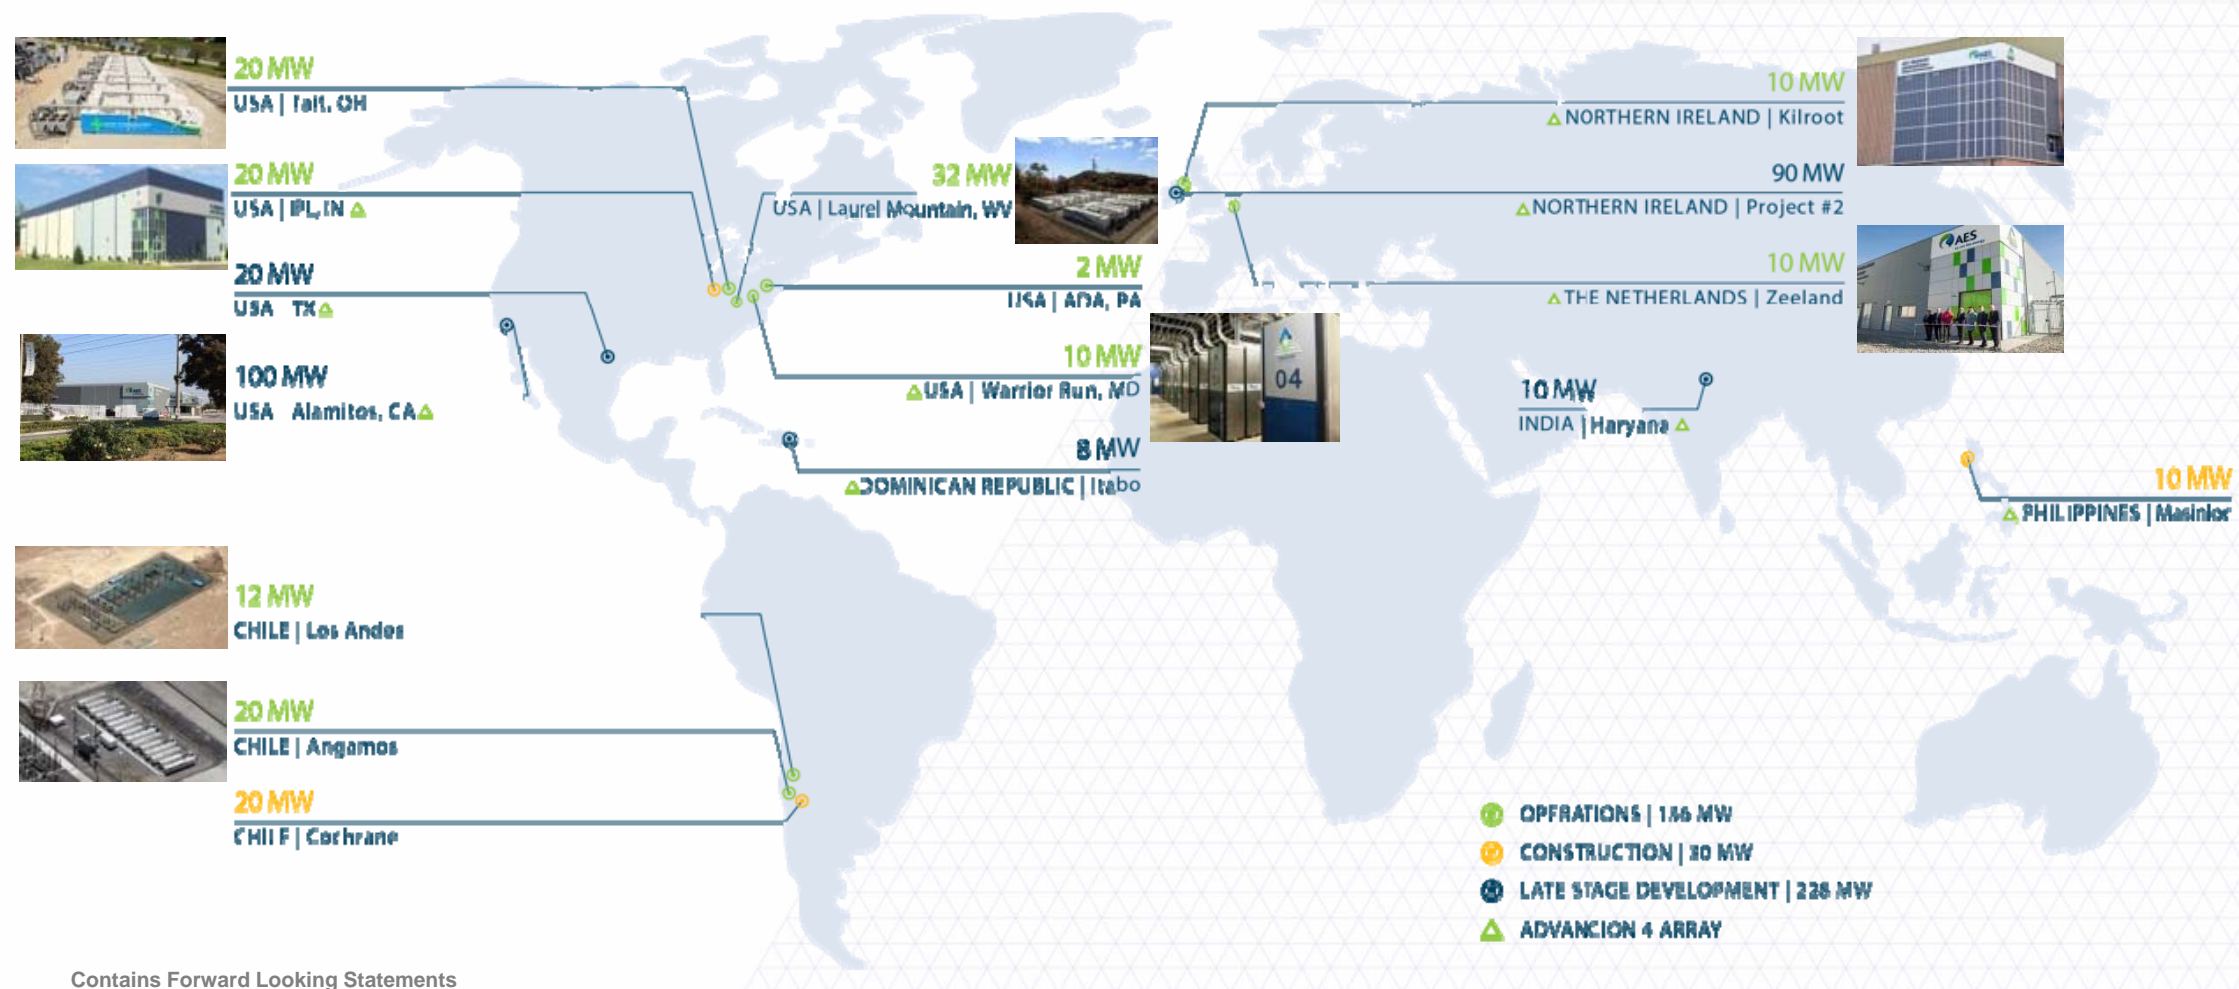 20 MW
USA | Tait, OH
20 MW
USA | IPL, IN
20 MW
USA TX
100 MW
USA Alamitos, CA
32 MW
USA | Laurel Mountain, WV
2 MW
USA | ADA, PA
10 MW
USA | Warrior Run, MD
8 MW
DOMINICAN REPUBLIC | Itabo
12 MW
CHILE | Los Andes
20 MW
CHILE | Angamos
20 MW
CHILE | Cochrane
10 MW
NORTHERN IRELAND | Kilroot
90 MW
NORTHERN IRELAND | Project #2
10 MW
THE NETHERLANDS | Zeeland
10 MW
INDIA | Haryana
10 MW
PHILIPPINES | Masinloc
AES
AES
04
OPERATIONS | 136 MW
CONSTRUCTION | 30 MW
LATE STAGE DEVELOPMENT | 228 MW
ADVANCION 4 ARRAY
Contains Forward Looking Statements